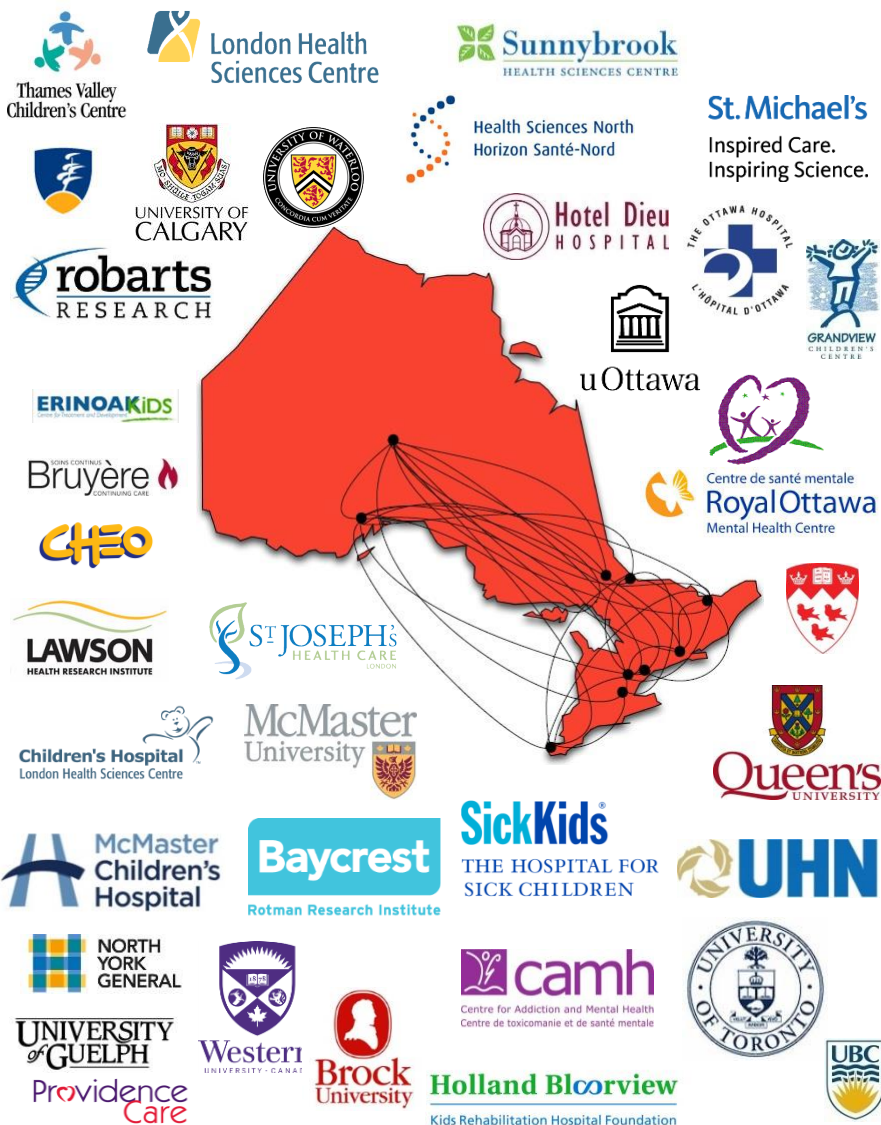 Thames Valley
Children's Centre
London Health
Sciences Centre
Sunnybrook
HEALTH SCIENCES CENTRE
Health Sciences North
Horizon Santé-Nord
St. Michael's
Inspired Care.
Inspiring Science.
UNIVERSITY OF
CALGARY
UNIVERSITY OF WATERLOO
CONCORDIA CUM VERITATE
Hotel Dieu
HOSPITAL
THE OTTAWA HOSPITAL
L'HÔPITAL D'OTTAWA
GRANDVIEW
CHILDREN'S
CENTRE
robarts
RESEARCH
uOttawa
ERINOAKKiDS
SOINS CONTINUS
Bruyère
CONTINUING CARE
CHEO
Centre de santé mentale
Royal Ottawa
Mental Health Centre
LAWSON
HEALTH RESEARCH INSTITUTE
ST JOSEPH'S
HEALTH CARE
LONDON
Children's Hospital
London Health Sciences Centre
McMaster
University
Queen's
UNIVERSITY
McMaster
Children's
Hospital
Baycrest
Rotman Research Institute
SickKids®
THE HOSPITAL FOR
SICK CHILDREN
UHN
NORTH
YORK
GENERAL
camh
Centre for Addiction and Mental Health
Centre de toxicomanie et de santé mentale
UNIVERSITY OF TORONTO
UNIVERSITY
of GUELPH
Western
UNIVERSITY · CANAD
Brock
University
Providence
Care
Holland Bloorview
Kids Rehabilitation Hospital Foundation
UBC